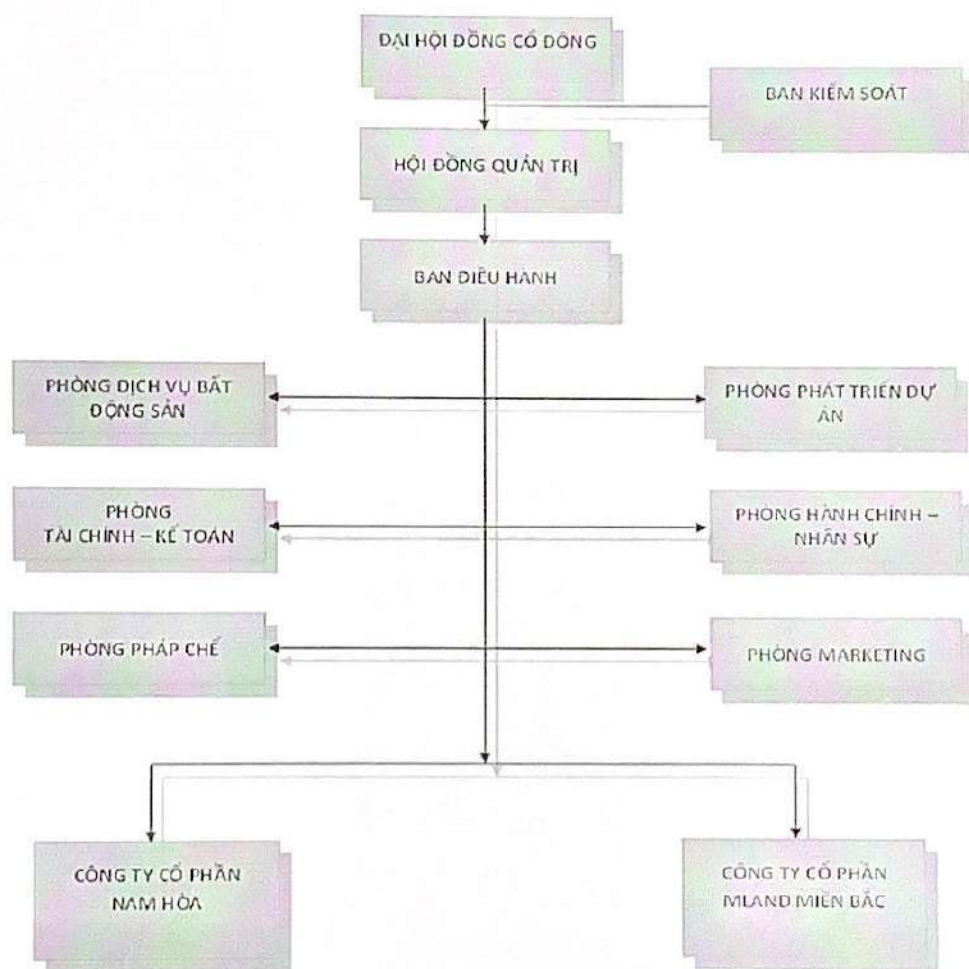 ĐẠI HỘI ĐỒNG CỔ ĐÔNG
BAN KIỂM SOÁT
HỘI ĐỒNG QUẢN TRỊ
BAN ĐIỀU HÀNH
PHÒNG DỊCH VỤ BẤT
ĐỘNG SẢN
PHÒNG PHÁT TRIỂN DỰ
ÁN
PHÒNG
TÀI CHÍNH – KẾ TOÁN
PHÒNG HÀNH CHÍNH –
NHÂN SỰ
PHÒNG PHÁP CHẾ
PHÒNG MARKETING
CÔNG TY CỔ PHẦN
NAM HÒA
CÔNG TY CỔ PHẦN
MLAND MIỀN BẮC